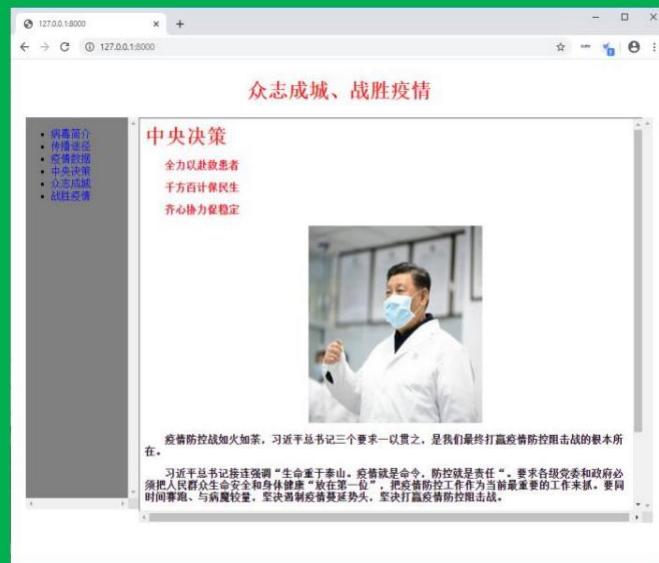 127.0.0.1:8000
127.0.0.1:8000
众志成城、战胜疫情
病毒简介
传播途径
疫情数据
中央决策
众志成城
战胜疫情
中央决策
全力以赴救患者
千方百计保民生
齐心协力促稳定
疫情防控战如火如荼，习近平总书记三个要求一以贯之，是我们最终打赢疫情防控阻击战的根本所
在。
习近平总书记接连强调“生命重于泰山。疫情就是命令，防控就是责任“。要求各级党委和政府必
须把人民群众生命安全和身体健康“放在第一位”，把疫情防控工作作为当前最重要的工作来抓。要同
时间赛跑、与病魔较量，坚决遏制疫情蔓延势头，坚决打赢疫情防控阻击战。